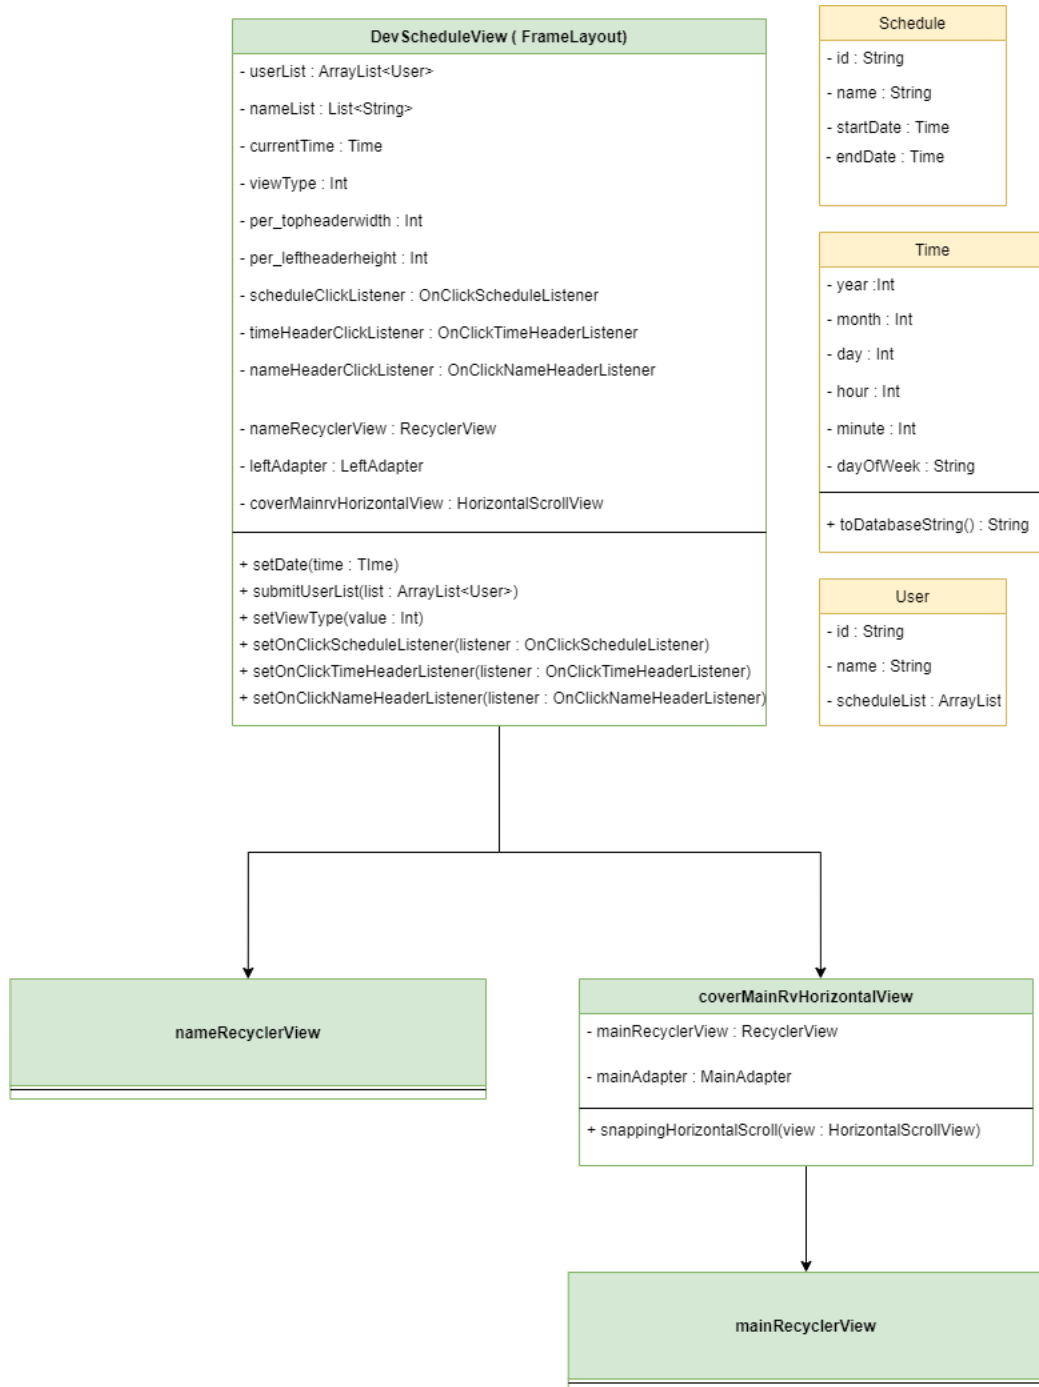 DevScheduleView ( FrameLayout)
- userList : ArrayList<User>
- nameList : List<String>
- currentTime : Time
- viewType : Int
- per_topheaderwidth : Int
- per_leftheaderheight : Int
- scheduleClickListener : OnClickScheduleListener
- timeHeaderClickListener : OnClickTimeHeaderListener
- nameHeaderClickListener : OnClickNameHeaderListener
- nameRecyclerView : RecyclerView
- leftAdapter : LeftAdapter
- coverMainrvHorizontalView : HorizontalScrollView
+ setDate(time : TIme)
+ submitUserList(list : ArrayList<User>)
+ setViewType(value : Int)
+ setOnClickScheduleListener(listener : OnClickScheduleListener)
+ setOnClickTimeHeaderListener(listener : OnClickTimeHeaderListener)
+ setOnClickNameHeaderListener(listener : OnClickNameHeaderListener)
Schedule
- id : String
- name : String
- startDate : Time
- endDate : Time
Time
- year :Int
- month : Int
- day : Int
- hour : Int
- minute : Int
- dayOfWeek : String
+ toDatabaseString() : String
User
- id : String
- name : String
- scheduleList : ArrayList
nameRecyclerView
coverMainRvHorizontalView
- mainRecyclerView : RecyclerView
- mainAdapter : MainAdapter
+ snappingHorizontalScroll(view : HorizontalScrollView)
mainRecyclerView